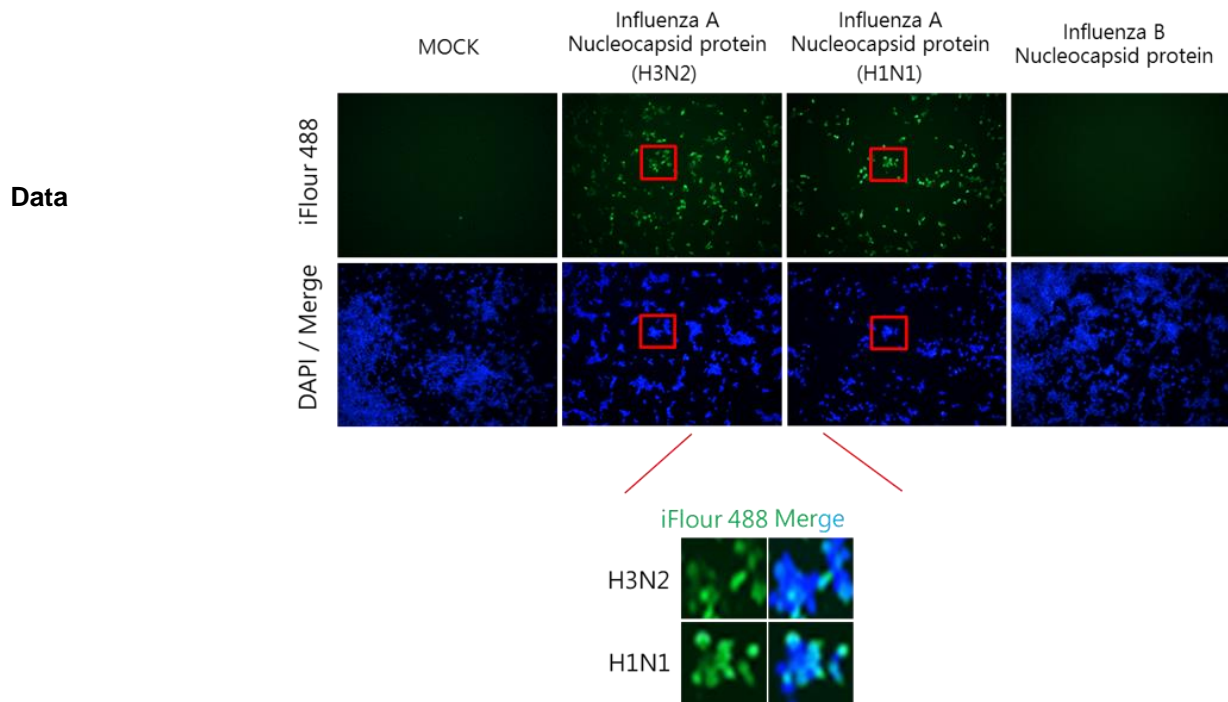 MOCK
Influenza A
Nucleocapsid protein
(H3N2)
Influenza A
Nucleocapsid protein
(H1N1)
Influenza B
Nucleocapsid protein
Data
iFlour 488
DAPI / Merge
iFlour 488 Merge
H3N2
H1N1